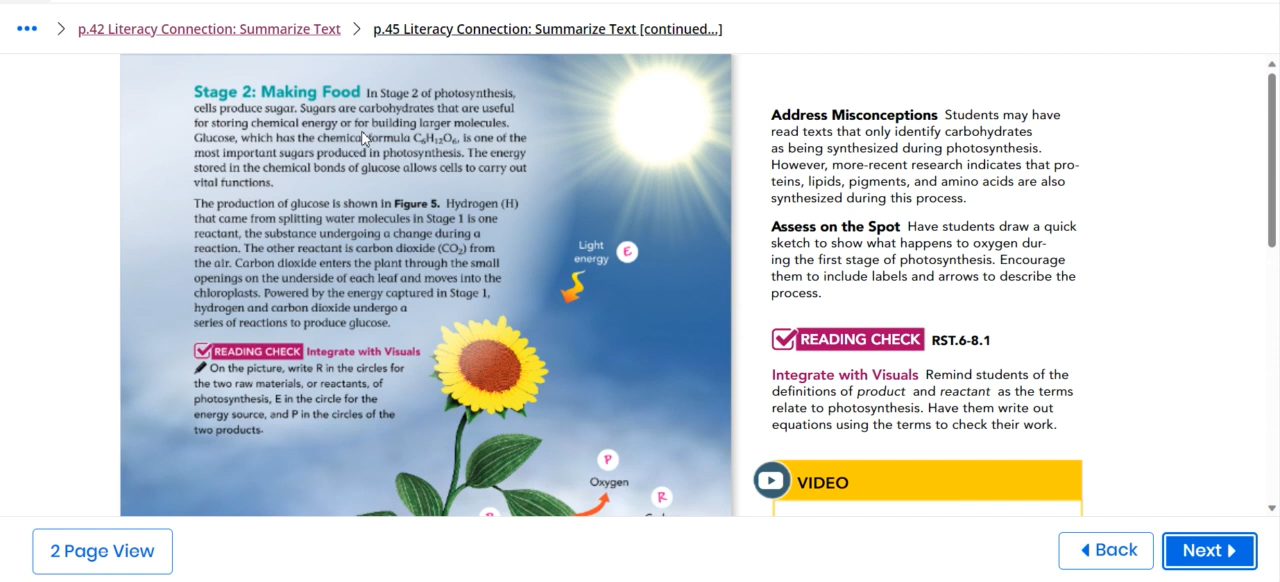 •••
p.42 Literacy Connection: Summarize Text
p.45 Literacy Connection: Summarize Text [continued...]
Stage 2: Making Food In Stage 2 of photosynthesis,
cells produce sugar. Sugars are carbohydrates that are useful
for storing chemical energy or for building larger molecules.
Glucose, which has the chemical formula C₆H₁₂O₆, is one of the
most important sugars produced in photosynthesis. The energy
stored in the chemical bonds of glucose allows cells to carry out
vital functions.
The production of glucose is shown in Figure 5. Hydrogen (H)
that came from splitting water molecules in Stage 1 is one
reactant, the substance undergoing a change during a
reaction. The other reactant is carbon dioxide (CO₂) from
the air. Carbon dioxide enters the plant through the small
openings on the underside of each leaf and moves into the
chloroplasts. Powered by the energy captured in Stage 1,
hydrogen and carbon dioxide undergo a
series of reactions to produce glucose.
READING CHECK Integrate with Visuals
On the picture, write R in the circles for
the two raw materials, or reactants, of
photosynthesis, E in the circle for the
energy source, and P in the circles of the
two products.
Light
energy
E
P
Oxygen
R
Address Misconceptions Students may have
read texts that only identify carbohydrates
as being synthesized during photosynthesis.
However, more-recent research indicates that pro-
teins, lipids, pigments, and amino acids are also
synthesized during this process.
Assess on the Spot Have students draw a quick
sketch to show what happens to oxygen dur-
ing the first stage of photosynthesis. Encourage
them to include labels and arrows to describe the
process.
READING CHECK RST.6-8.1
Integrate with Visuals Remind students of the
definitions of product and reactant as the terms
relate to photosynthesis. Have them write out
equations using the terms to check their work.
VIDEO
2 Page View
Back
Next